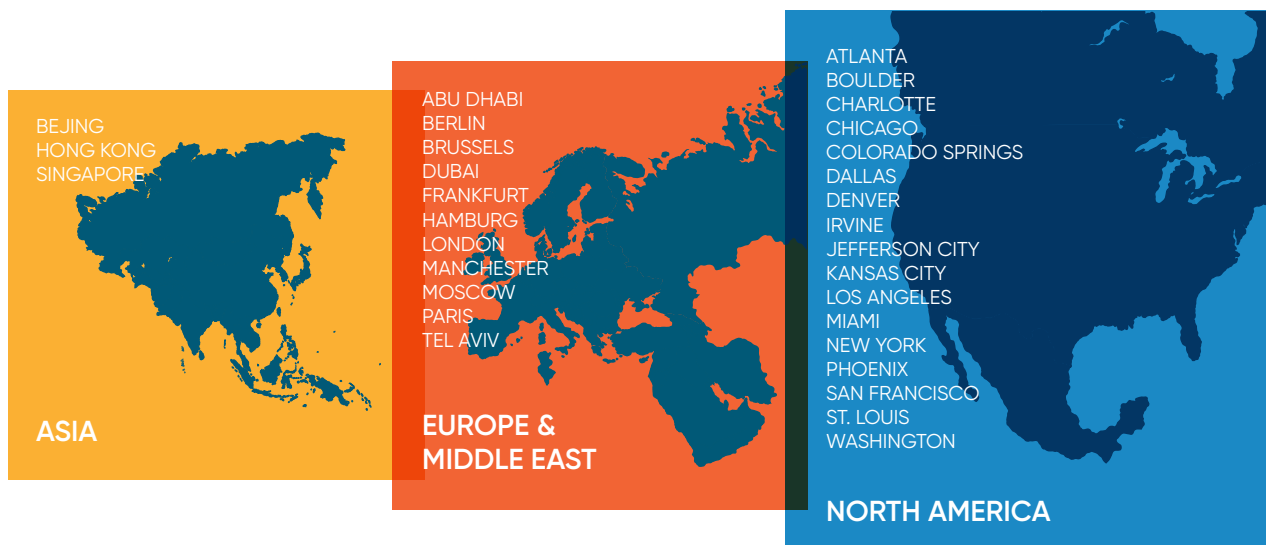 BEJING
HONG KONG
SINGAPORE
ASIA
ABU DHABI
BERLIN
BRUSSELS
DUBAI
FRANKFURT
HAMBURG
LONDON
MANCHESTER
MOSCOW
PARIS
TEL AVIV
EUROPE &
MIDDLE EAST
ATLANTA
BOULDER
CHARLOTTE
CHICAGO
COLORADO SPRINGS
DALLAS
DENVER
IRVINE
JEFFERSON CITY
KANSAS CITY
LOS ANGELES
MIAMI
NEW YORK
PHOENIX
SAN FRANCISCO
ST. LOUIS
WASHINGTON
NORTH AMERICA